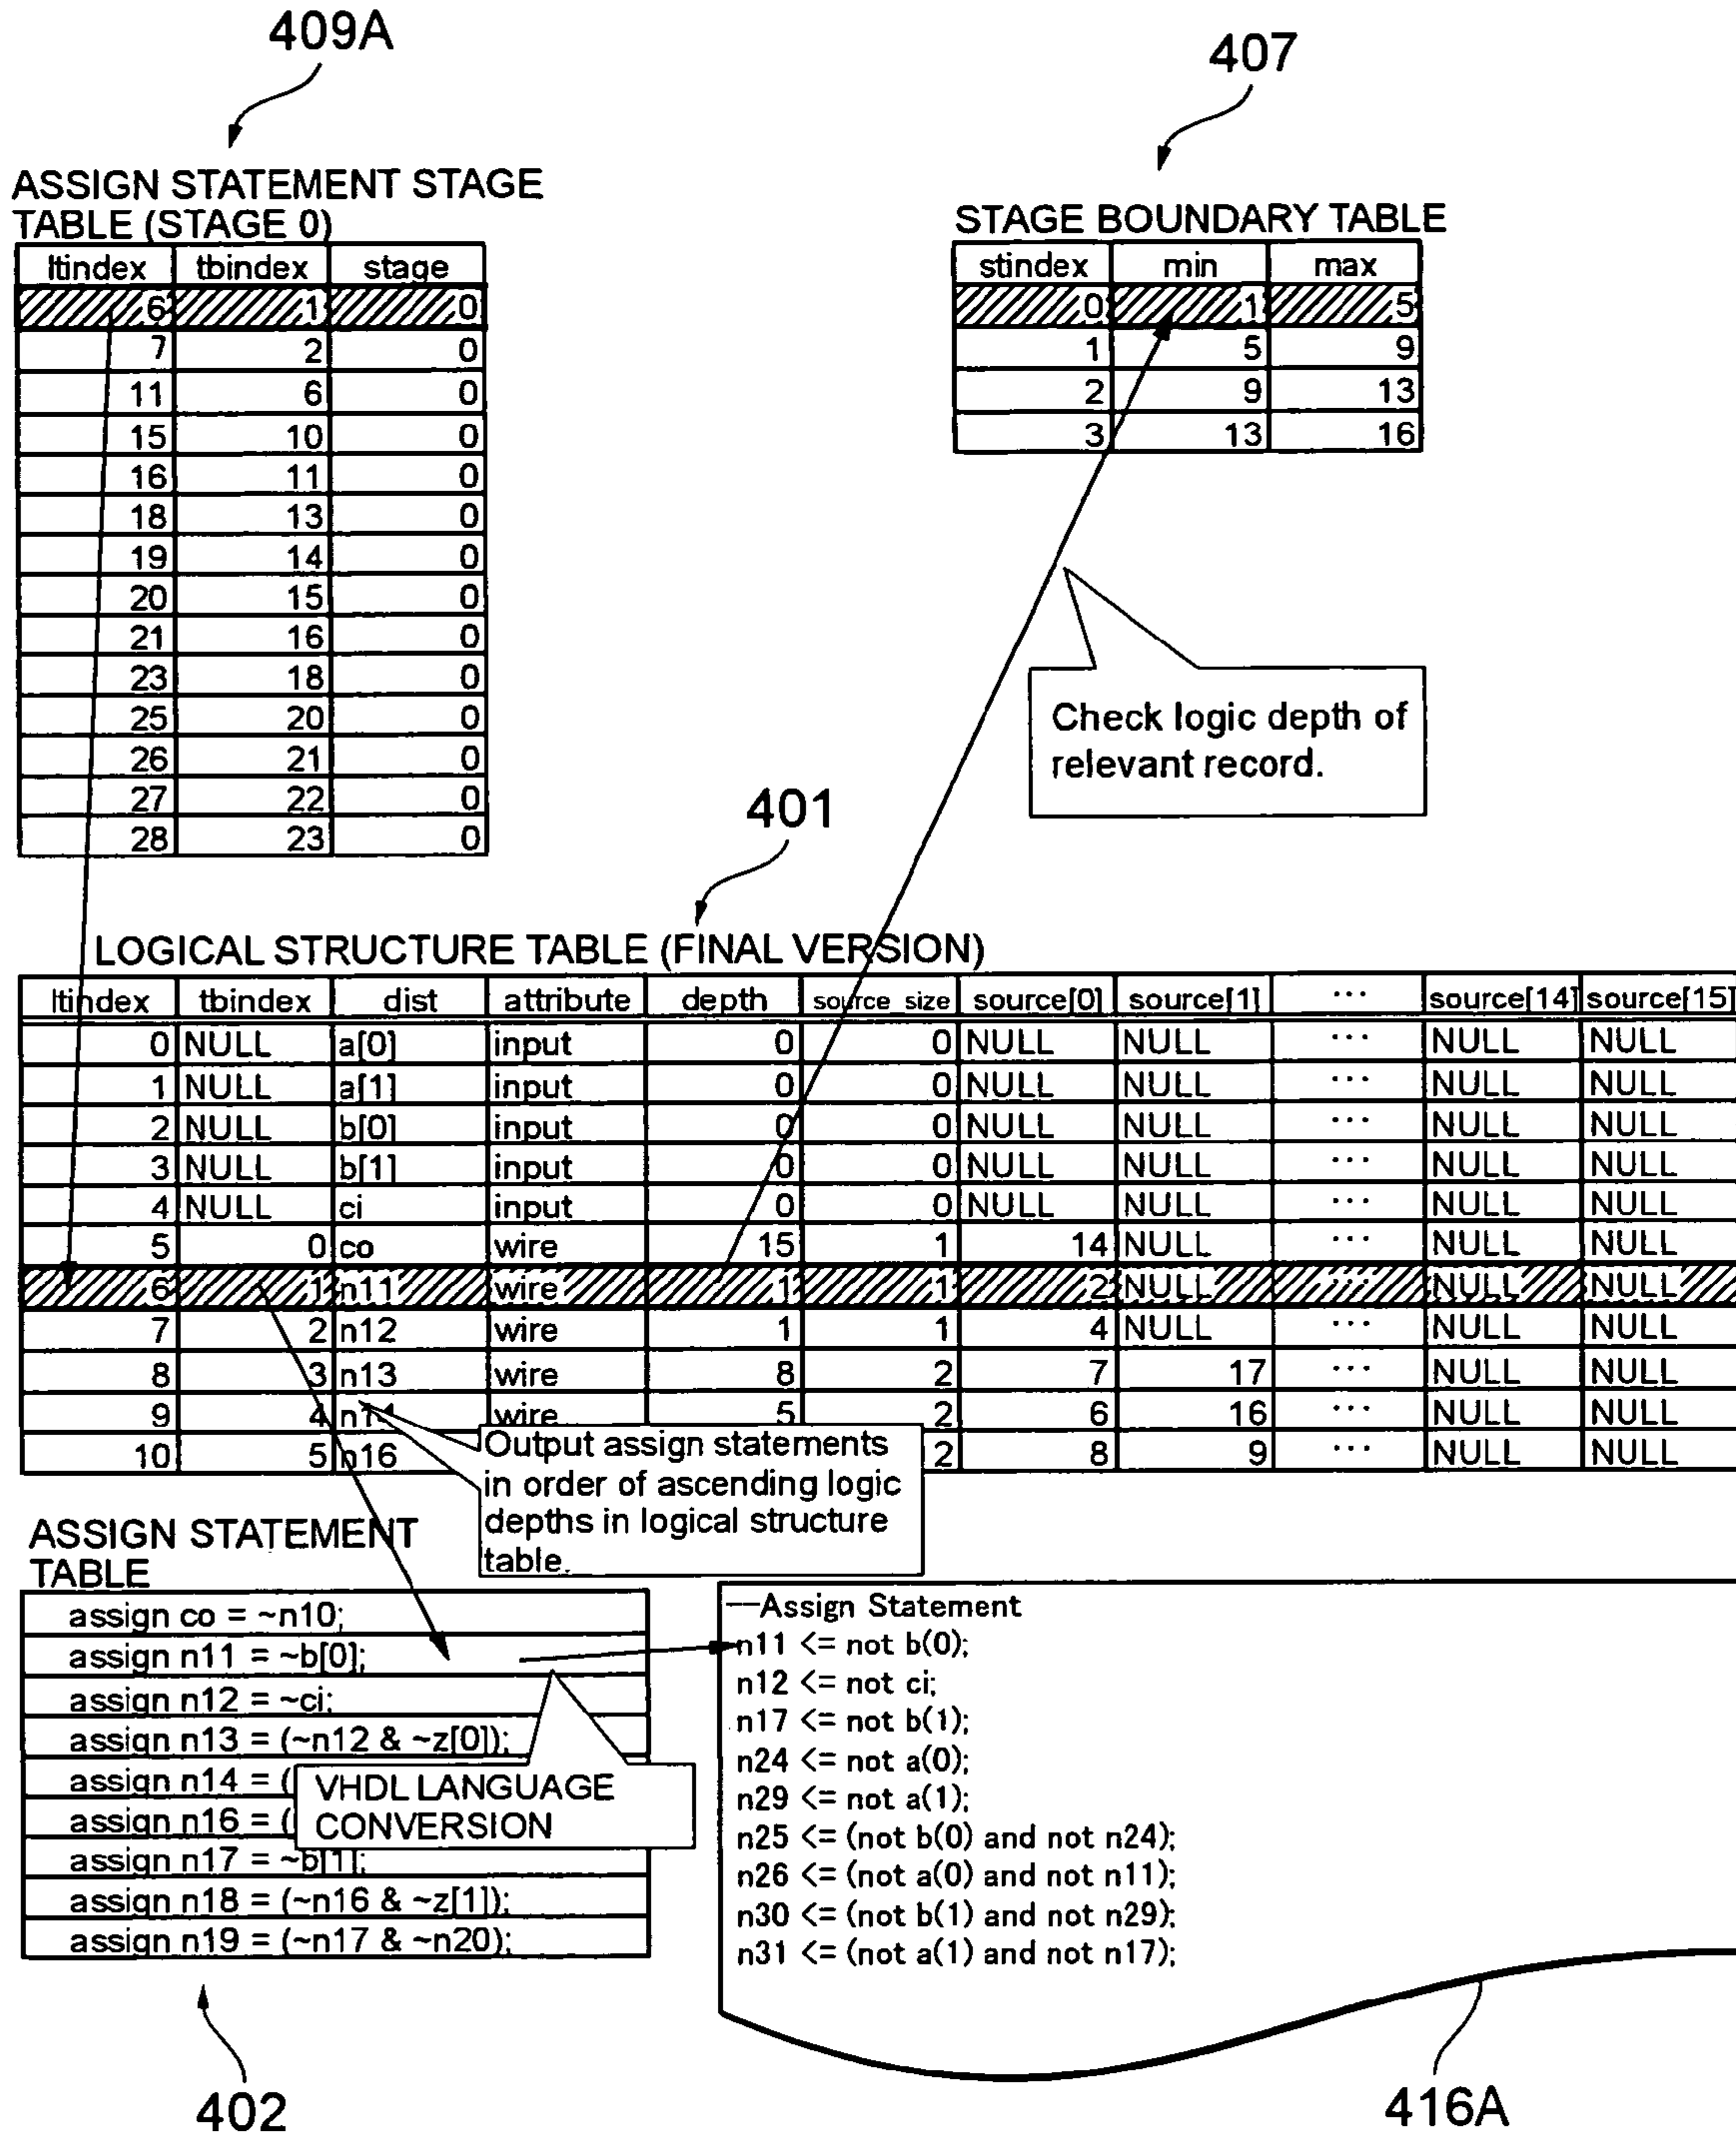 409A
407
ASSIGN STATEMENT STAGE
TABLE (STAGE 0)
ltindex tbindex stage
6 1 0
7 2 0
11 6 0
15 10 0
16 11 0
18 13 0
19 14 0
20 15 0
21 16 0
23 18 0
25 20 0
26 21 0
27 22 0
28 23 0
STAGE BOUNDARY TABLE
stindex min max
0 1 5
1 5 9
2 9 13
3 13 16
Check logic depth of
relevant record.
401
LOGICAL STRUCTURE TABLE (FINAL VERSION)
ltindex tbindex dist attribute depth source size source[0] source[1] ... source[14] source[15]
0 NULL a[0] input 0 0 NULL NULL ... NULL NULL
1 NULL a[1] input 0 0 NULL NULL ... NULL NULL
2 NULL b[0] input 0 0 NULL NULL ... NULL NULL
3 NULL b[1] input 0 0 NULL NULL ... NULL NULL
4 NULL ci input 0 0 NULL NULL ... NULL NULL
5 0 co wire 15 1 14 NULL ... NULL NULL
6 1 n11 wire 1 1 2 NULL ... NULL NULL
7 2 n12 wire 1 1 4 NULL ... NULL NULL
8 3 n13 wire 8 2 7 17 ... NULL NULL
9 4 n14 wire 5 2 6 16 ... NULL NULL
10 5 n16 2 8 9 ... NULL NULL
Output assign statements
in order of ascending logic
depths in logical structure
table.
ASSIGN STATEMENT
TABLE
assign co = ~n10;
assign n11 = ~b[0];
assign n12 = ~ci;
assign n13 = (~n12 & ~z[0]);
assign n14 = (
assign n16 = (
assign n17 = ~b[1];
assign n18 = (~n16 & ~z[1]);
assign n19 = (~n17 & ~n20);
VHDL LANGUAGE
CONVERSION
--Assign Statement
n11 <= not b(0);
n12 <= not ci;
n17 <= not b(1);
n24 <= not a(0);
n29 <= not a(1);
n25 <= (not b(0) and not n24);
n26 <= (not a(0) and not n11);
n30 <= (not b(1) and not n29);
n31 <= (not a(1) and not n17);
402
416A